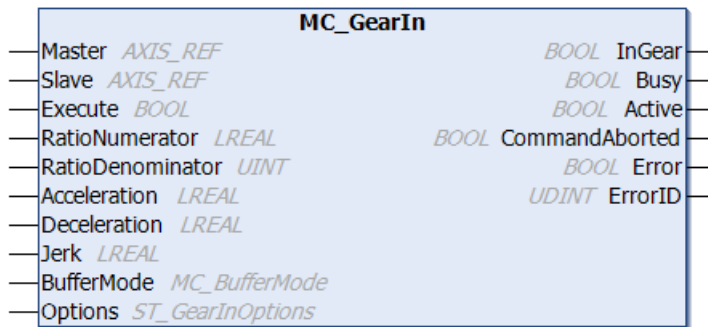 MC_GearIn
Master AXIS_REF BOOL InGear
Slave AXIS_REF BOOL Busy
Execute BOOL BOOL Active
RatioNumerator LREAL BOOL CommandAborted
RatioDenominator UINT BOOL Error
Acceleration LREAL UDINT ErrorID
Deceleration LREAL
Jerk LREAL
BufferMode MC_BufferMode
Options ST_GearInOptions